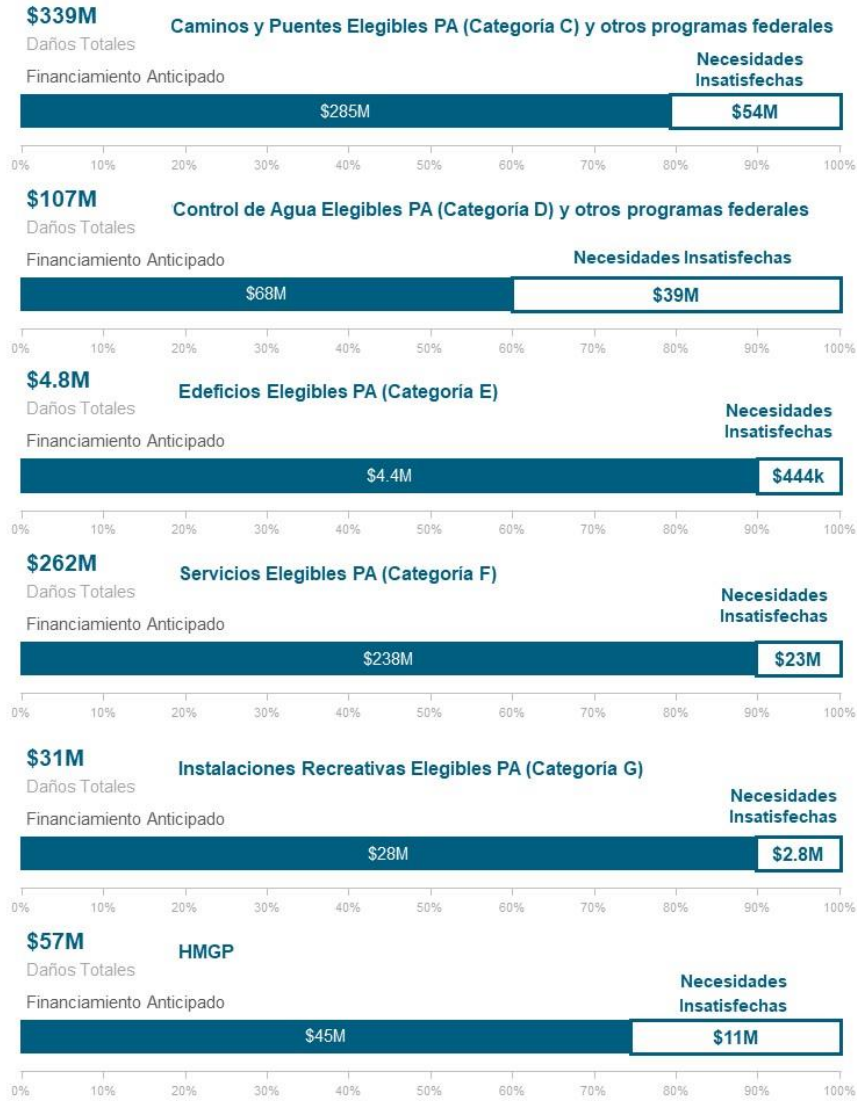 $339M
Daños Totales
Caminos y Puentes Elegibles PA (Categoría C) y otros programas federales
Financiamiento Anticipado
Necesidades
Insatisfechas
$285M $54M
0% 10% 20% 30% 40% 50% 60% 70% 80% 90% 100%
$107M
Daños Totales
Control de Agua Elegibles PA (Categoría D) y otros programas federales
Financiamiento Anticipado
Necesidades Insatisfechas
$68M $39M
0% 10% 20% 30% 40% 50% 60% 70% 80% 90% 100%
$4.8M
Daños Totales
Edeficios Elegibles PA (Categoría E)
Financiamiento Anticipado
Necesidades
Insatisfechas
$4.4M $444k
0% 10% 20% 30% 40% 50% 60% 70% 80% 90% 100%
$262M
Daños Totales
Servicios Elegibles PA (Categoría F)
Financiamiento Anticipado
Necesidades
Insatisfechas
$238M $23M
0% 10% 20% 30% 40% 50% 60% 70% 80% 90% 100%
$31M
Daños Totales
Instalaciones Recreativas Elegibles PA (Categoría G)
Financiamiento Anticipado
Necesidades
Insatisfechas
$28M $2.8M
0% 10% 20% 30% 40% 50% 60% 70% 80% 90% 100%
$57M
Daños Totales
HMGP
Financiamiento Anticipado
Necesidades
Insatisfechas
$45M $11M
0% 10% 20% 30% 40% 50% 60% 70% 80% 90% 100%